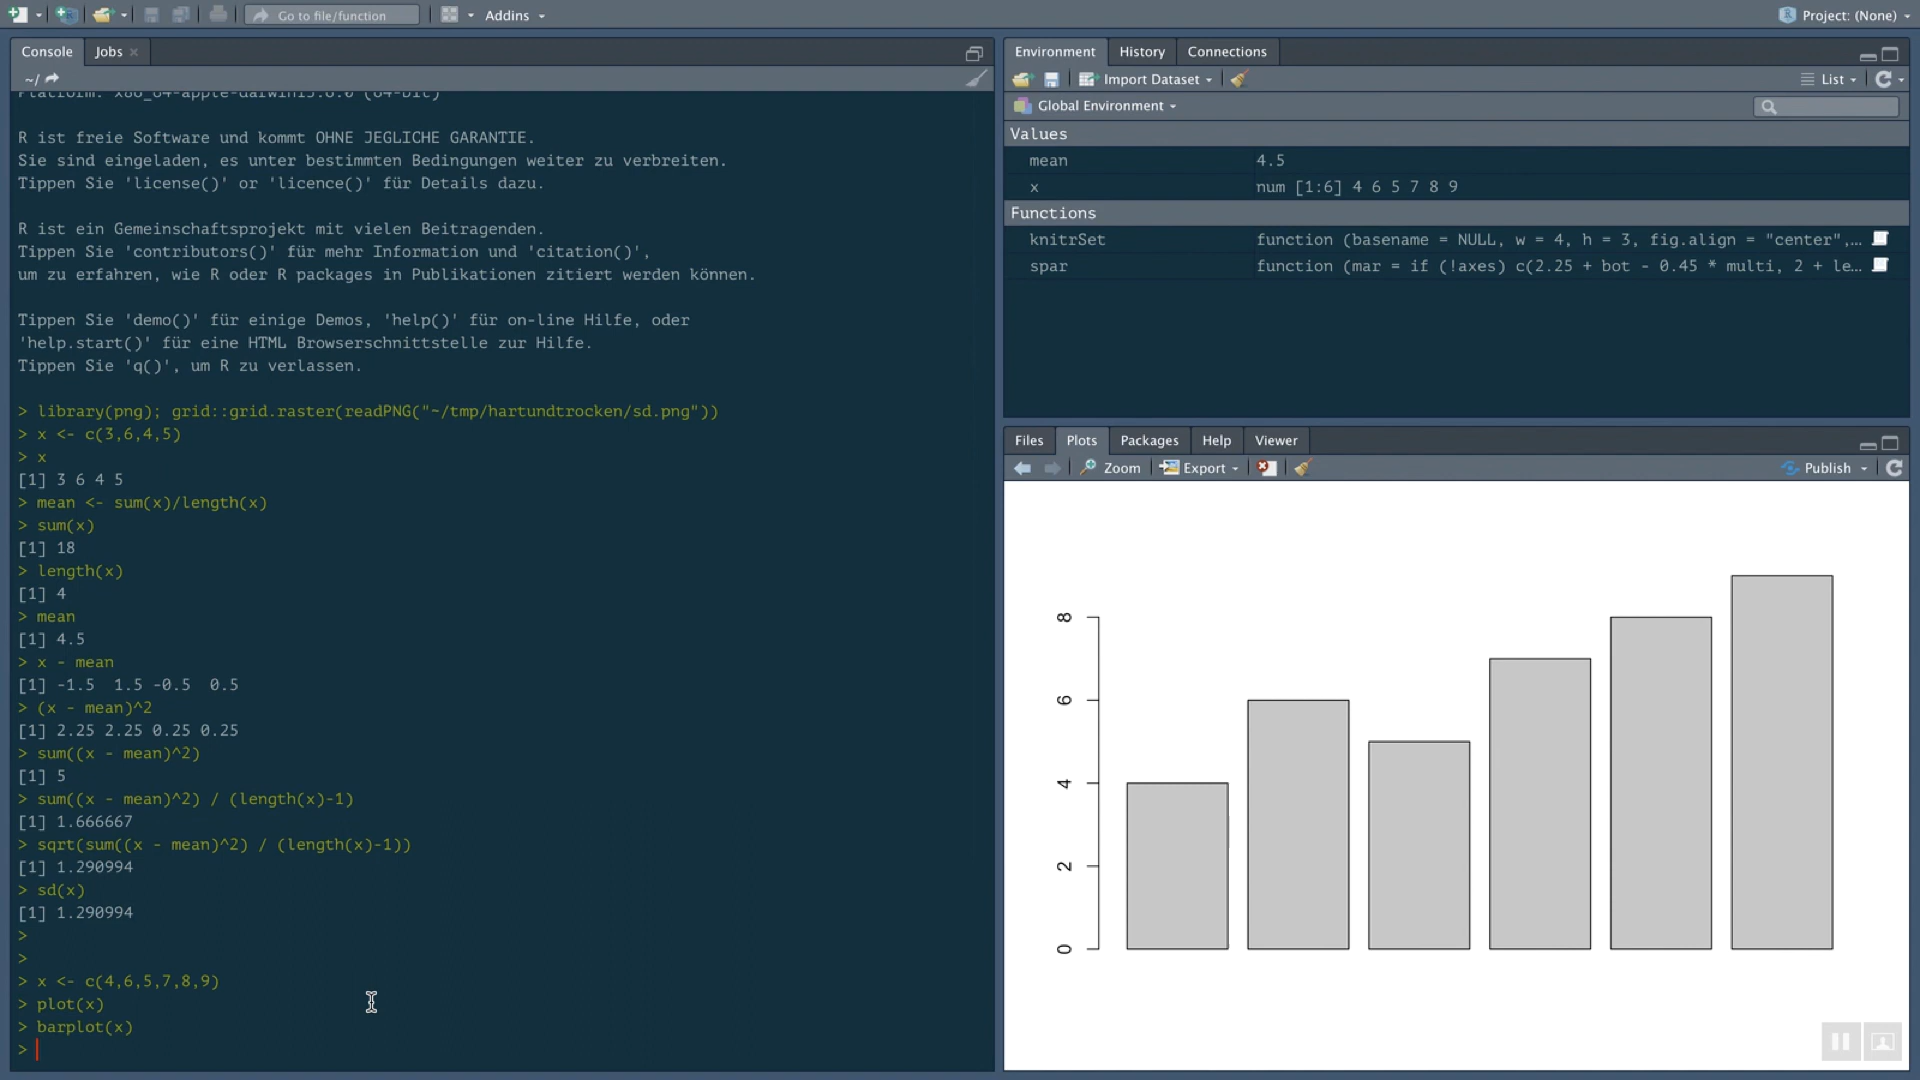 Go to file/function
Addins
Project: (None)
Console
Jobs
~/
Platform: x86_64-apple-darwin15.6.0 (64-bit)
R ist freie Software und kommt OHNE JEGLICHE GARANTIE.
Sie sind eingeladen, es unter bestimmten Bedingungen weiter zu verbreiten.
Tippen Sie 'license()' or 'licence()' für Details dazu.
R ist ein Gemeinschaftsprojekt mit vielen Beitragenden.
Tippen Sie 'contributors()' für mehr Information und 'citation()',
um zu erfahren, wie R oder R packages in Publikationen zitiert werden können.
Tippen Sie 'demo()' für einige Demos, 'help()' für on-line Hilfe, oder
'help.start()' für eine HTML Browserschnittstelle zur Hilfe.
Tippen Sie 'q()', um R zu verlassen.
> library(png); grid::grid.raster(readPNG("~/tmp/hartundtrocken/sd.png"))
> x <- c(3,6,4,5)
> x
[1] 3 6 4 5
> mean <- sum(x)/length(x)
> sum(x)
[1] 18
> length(x)
[1] 4
> mean
[1] 4.5
> x - mean
[1] -1.5  1.5 -0.5  0.5
> (x - mean)^2
[1] 2.25 2.25 0.25 0.25
> sum((x - mean)^2)
[1] 5
> sum((x - mean)^2) / (length(x)-1)
[1] 1.666667
> sqrt(sum((x - mean)^2) / (length(x)-1))
[1] 1.290994
> sd(x)
[1] 1.290994
>
>
> x <- c(4,6,5,7,8,9)
> plot(x)
> barplot(x)
>
Environment
History
Connections
Import Dataset
List
Global Environment
Values
mean 4.5
x num [1:6] 4 6 5 7 8 9
Functions
knitrSet function (basename = NULL, w = 4, h = 3, fig.align = "center",…
spar function (mar = if (!axes) c(2.25 + bot - 0.45 * multi, 2 + le…
Files
Plots
Packages
Help
Viewer
Zoom
Export
Publish
8
6
4
2
0